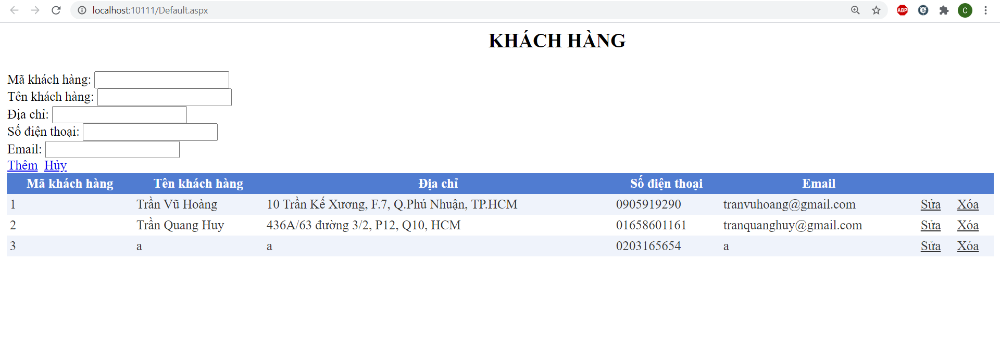 localhost:10111/Default.aspx
ABP
C
KHÁCH HÀNG
Mã khách hàng:
Tên khách hàng:
Địa chỉ:
Số điện thoại:
Email:
Thêm Hủy
Mã khách hàng Tên khách hàng Địa chỉ Số điện thoại Email
1 Trần Vũ Hoàng 10 Trần Kế Xương, F.7, Q.Phú Nhuận, TP.HCM 0905919290 tranvuhoang@gmail.com Sửa Xóa
2 Trần Quang Huy 436A/63 đường 3/2, P12, Q10, HCM 01658601161 tranquanghuy@gmail.com Sửa Xóa
3 a a 0203165654 a Sửa Xóa